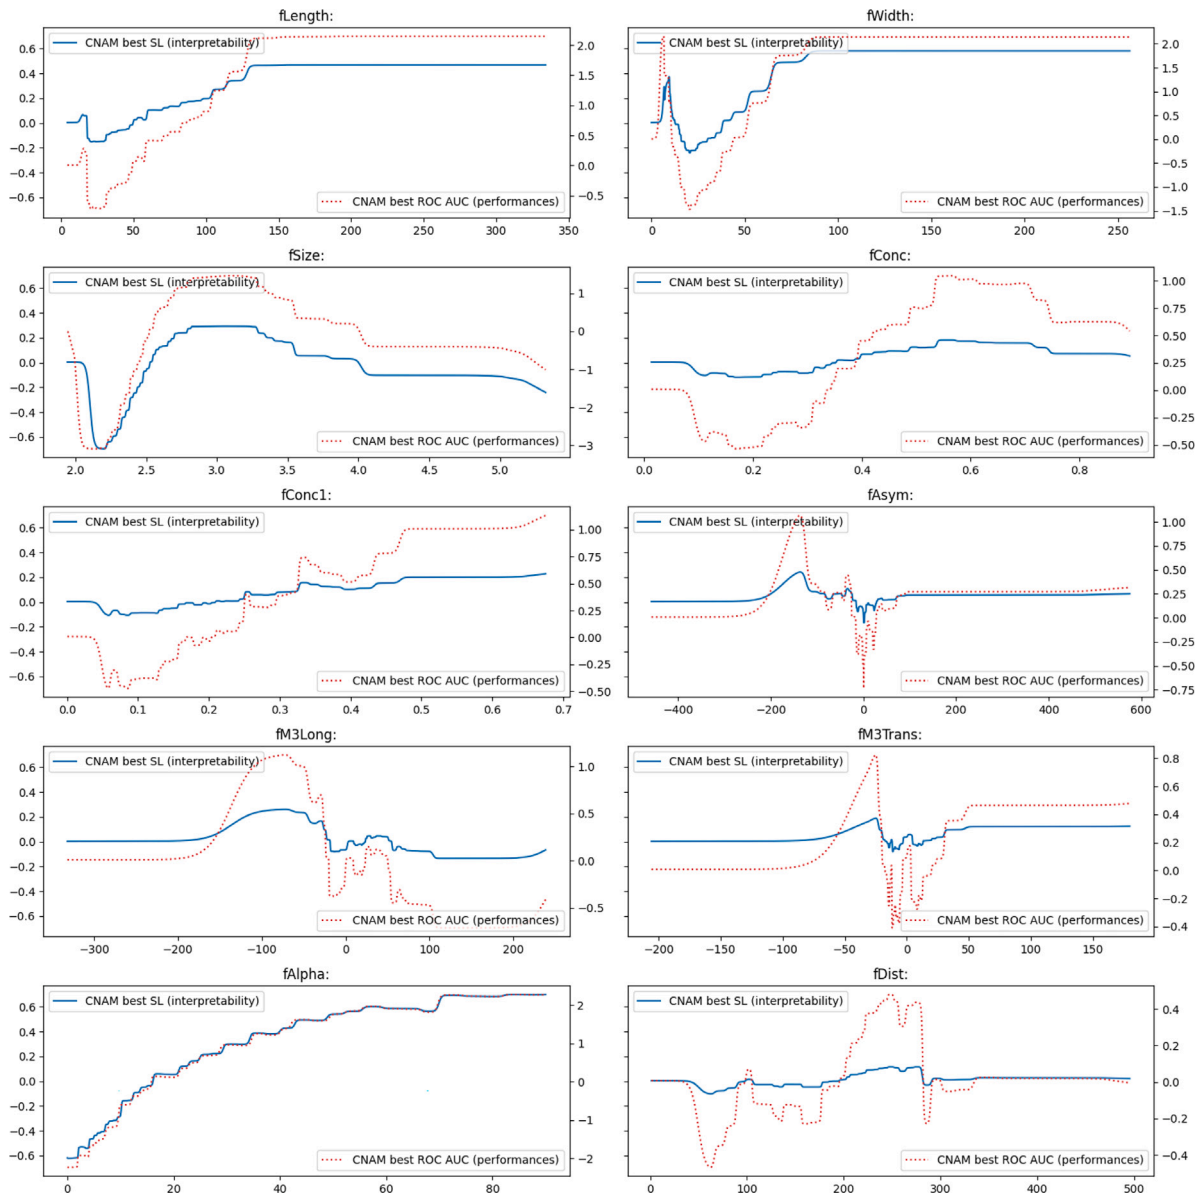 fLength:
CNAM best SL (interpretability)
CNAM best ROC AUC (performances)
0.6
0.4
0.2
0.0
−0.2
−0.4
−0.6
2.0
1.5
1.0
0.5
0.0
−0.5
0 50 100 150 200 250 300 350
fWidth:
CNAM best SL (interpretability)
CNAM best ROC AUC (performances)
2.0
1.5
1.0
0.5
0.0
−0.5
−1.0
−1.5
0 50 100 150 200 250
fSize:
CNAM best SL (interpretability)
CNAM best ROC AUC (performances)
0.6
0.4
0.2
0.0
−0.2
−0.4
−0.6
1
0
−1
−2
−3
2.0 2.5 3.0 3.5 4.0 4.5 5.0
fConc:
CNAM best SL (interpretability)
CNAM best ROC AUC (performances)
1.00
0.75
0.50
0.25
0.00
−0.25
−0.50
0.0 0.2 0.4 0.6 0.8
fConc1:
CNAM best SL (interpretability)
CNAM best ROC AUC (performances)
0.6
0.4
0.2
0.0
−0.2
−0.4
−0.6
1.00
0.75
0.50
0.25
0.00
−0.25
−0.50
0.0 0.1 0.2 0.3 0.4 0.5 0.6 0.7
fAsym:
CNAM best SL (interpretability)
CNAM best ROC AUC (performances)
1.00
0.75
0.50
0.25
0.00
−0.25
−0.50
−0.75
−400 −200 0 200 400 600
fM3Long:
CNAM best SL (interpretability)
CNAM best ROC AUC (performances)
0.6
0.4
0.2
0.0
−0.2
−0.4
−0.6
1.0
0.5
0.0
−0.5
−300 −200 −100 0 100 200
fM3Trans:
CNAM best SL (interpretability)
CNAM best ROC AUC (performances)
0.8
0.6
0.4
0.2
0.0
−0.2
−0.4
−200 −150 −100 −50 0 50 100 150
fAlpha:
CNAM best SL (interpretability)
CNAM best ROC AUC (performances)
0.6
0.4
0.2
0.0
−0.2
−0.4
−0.6
2
1
0
−1
−2
0 20 40 60 80
fDist:
CNAM best SL (interpretability)
CNAM best ROC AUC (performances)
0.4
0.2
0.0
−0.2
−0.4
0 100 200 300 400 500